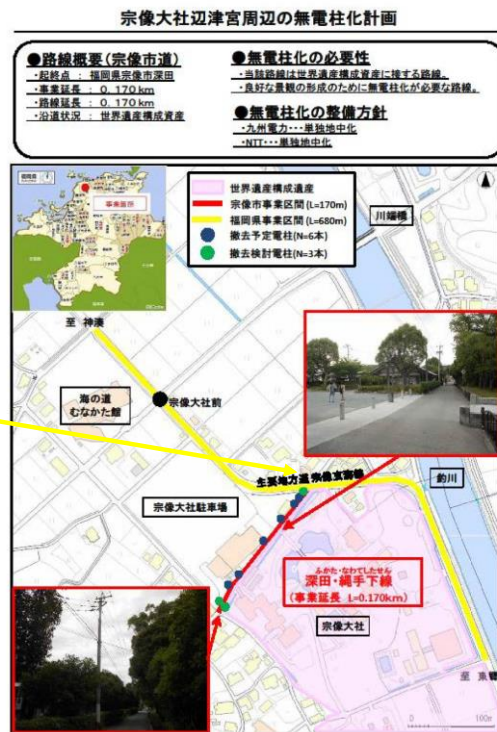 宗像大社辺津宮周辺の無電柱化計画
●路線概要(宗像市道)
・起終点 : 福岡県宗像市深田
・事業延長 : 0.170km
・路線延長 : 0.170km
・沿道状況 : 世界遺産構成資産
●無電柱化の必要性
・当該路線は世界遺産構成資産に接する路線。
・良好な景観の形成のために無電柱化が必要な路線。
●無電柱化の整備方針
・九州電力・・・単独地中化
・NTT・・・単独地中化
事業箇所
世界遺産構成遺産
宗像市事業区間(L=170m)
福岡県事業区間(L=680m)
撤去予定電柱(N=6本)
撤去検討電柱(N=3本)
川端橋
至 神湊
海の道
むなかた館
宗像大社前
主要地方道 宗像玄海線
釣川
宗像大社駐車場
ふかた・なわてしたせん
深田・縄手下線
(事業延長 L=0.170km)
宗像大社
至 東郷
0
100m